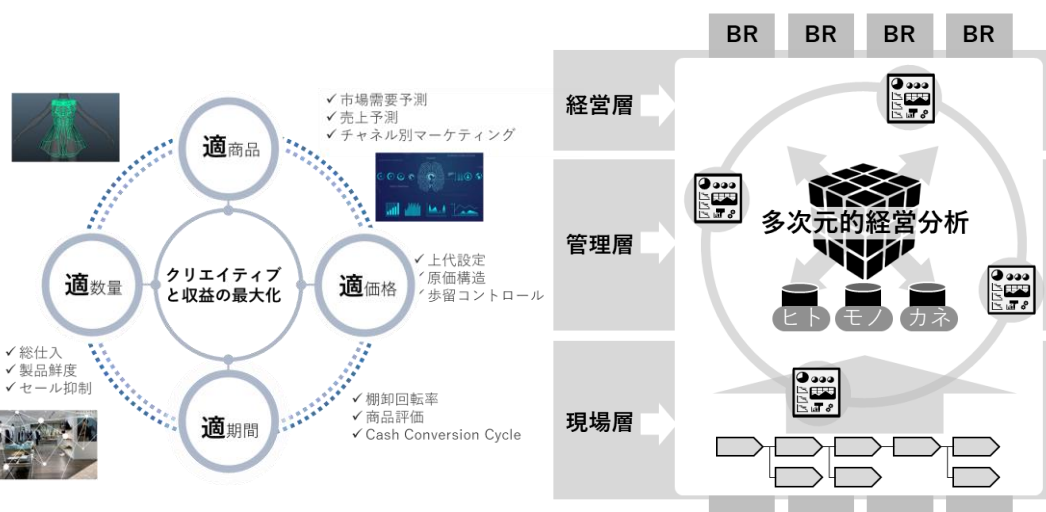 適商品
✓市場需要予測
✓売上予測
✓チャネル別マーケティング
適数量
クリエイティブ
と収益の最大化
適価格
✓上代設定
✓原価構造
✓歩留コントロール
✓総仕入
✓製品鮮度
✓セール抑制
適期間
✓棚卸回転率
✓商品評価
✓Cash Conversion Cycle
BR BR BR BR
経営層
管理層
多次元的経営分析
ヒト モノ カネ
現場層